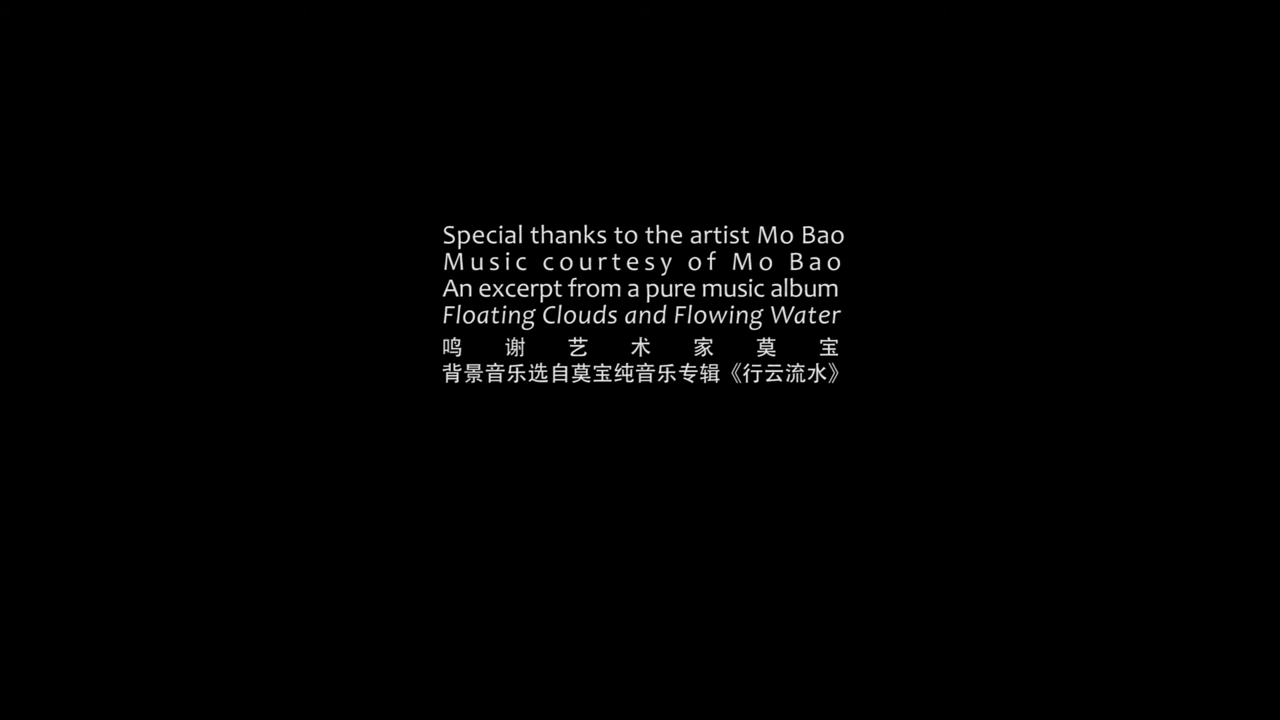 Special thanks to the artist Mo Bao
Music courtesy of Mo Bao
An excerpt from a pure music album
Floating Clouds and Flowing Water
鸣谢艺术家莫宝
背景音乐选自莫宝纯音乐专辑《行云流水》